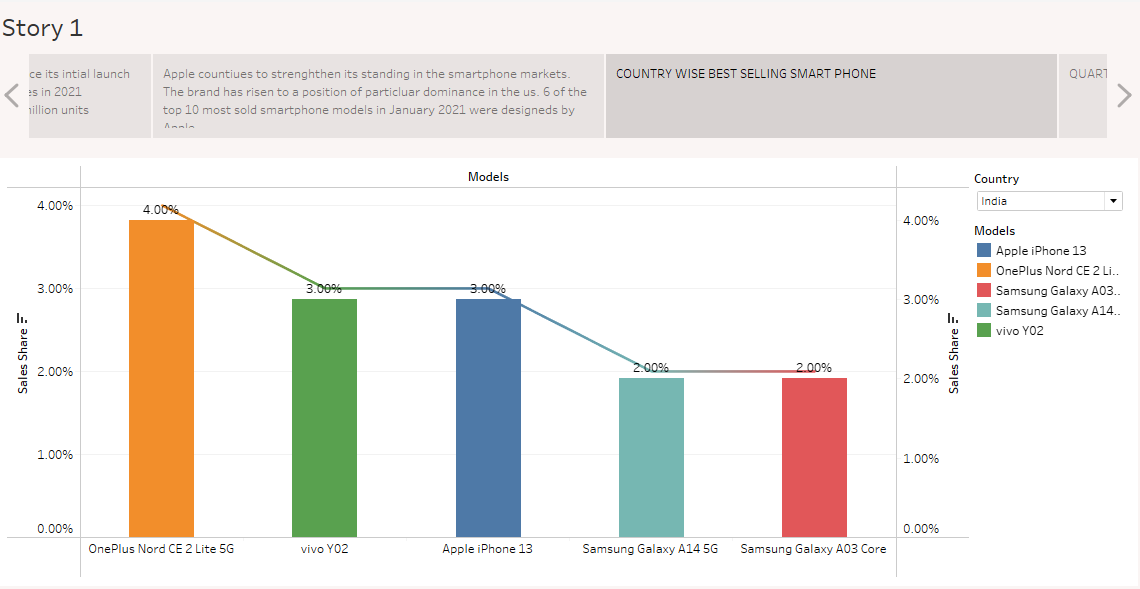 Story 1
ce its intial launch
es in 2021
million units
Apple countiues to strenghthen its standing in the smartphone markets.
The brand has risen to a position of particluar dominance in the us. 6 of the
top 10 most sold smartphone models in January 2021 were designeds by
Apple
COUNTRY WISE BEST SELLING SMART PHONE
QUART
Models
4.00%
3.00%
2.00%
1.00%
0.00%
Sales Share
4.00%
3.00%
3.00%
2.00%
2.00%
OnePlus Nord CE 2 Lite 5G
vivo Y02
Apple iPhone 13
Samsung Galaxy A14 5G
Samsung Galaxy A03 Core
4.00%
3.00%
2.00%
1.00%
0.00%
Sales Share
Country
India
Models
Apple iPhone 13
OnePlus Nord CE 2 Li..
Samsung Galaxy A03..
Samsung Galaxy A14..
vivo Y02